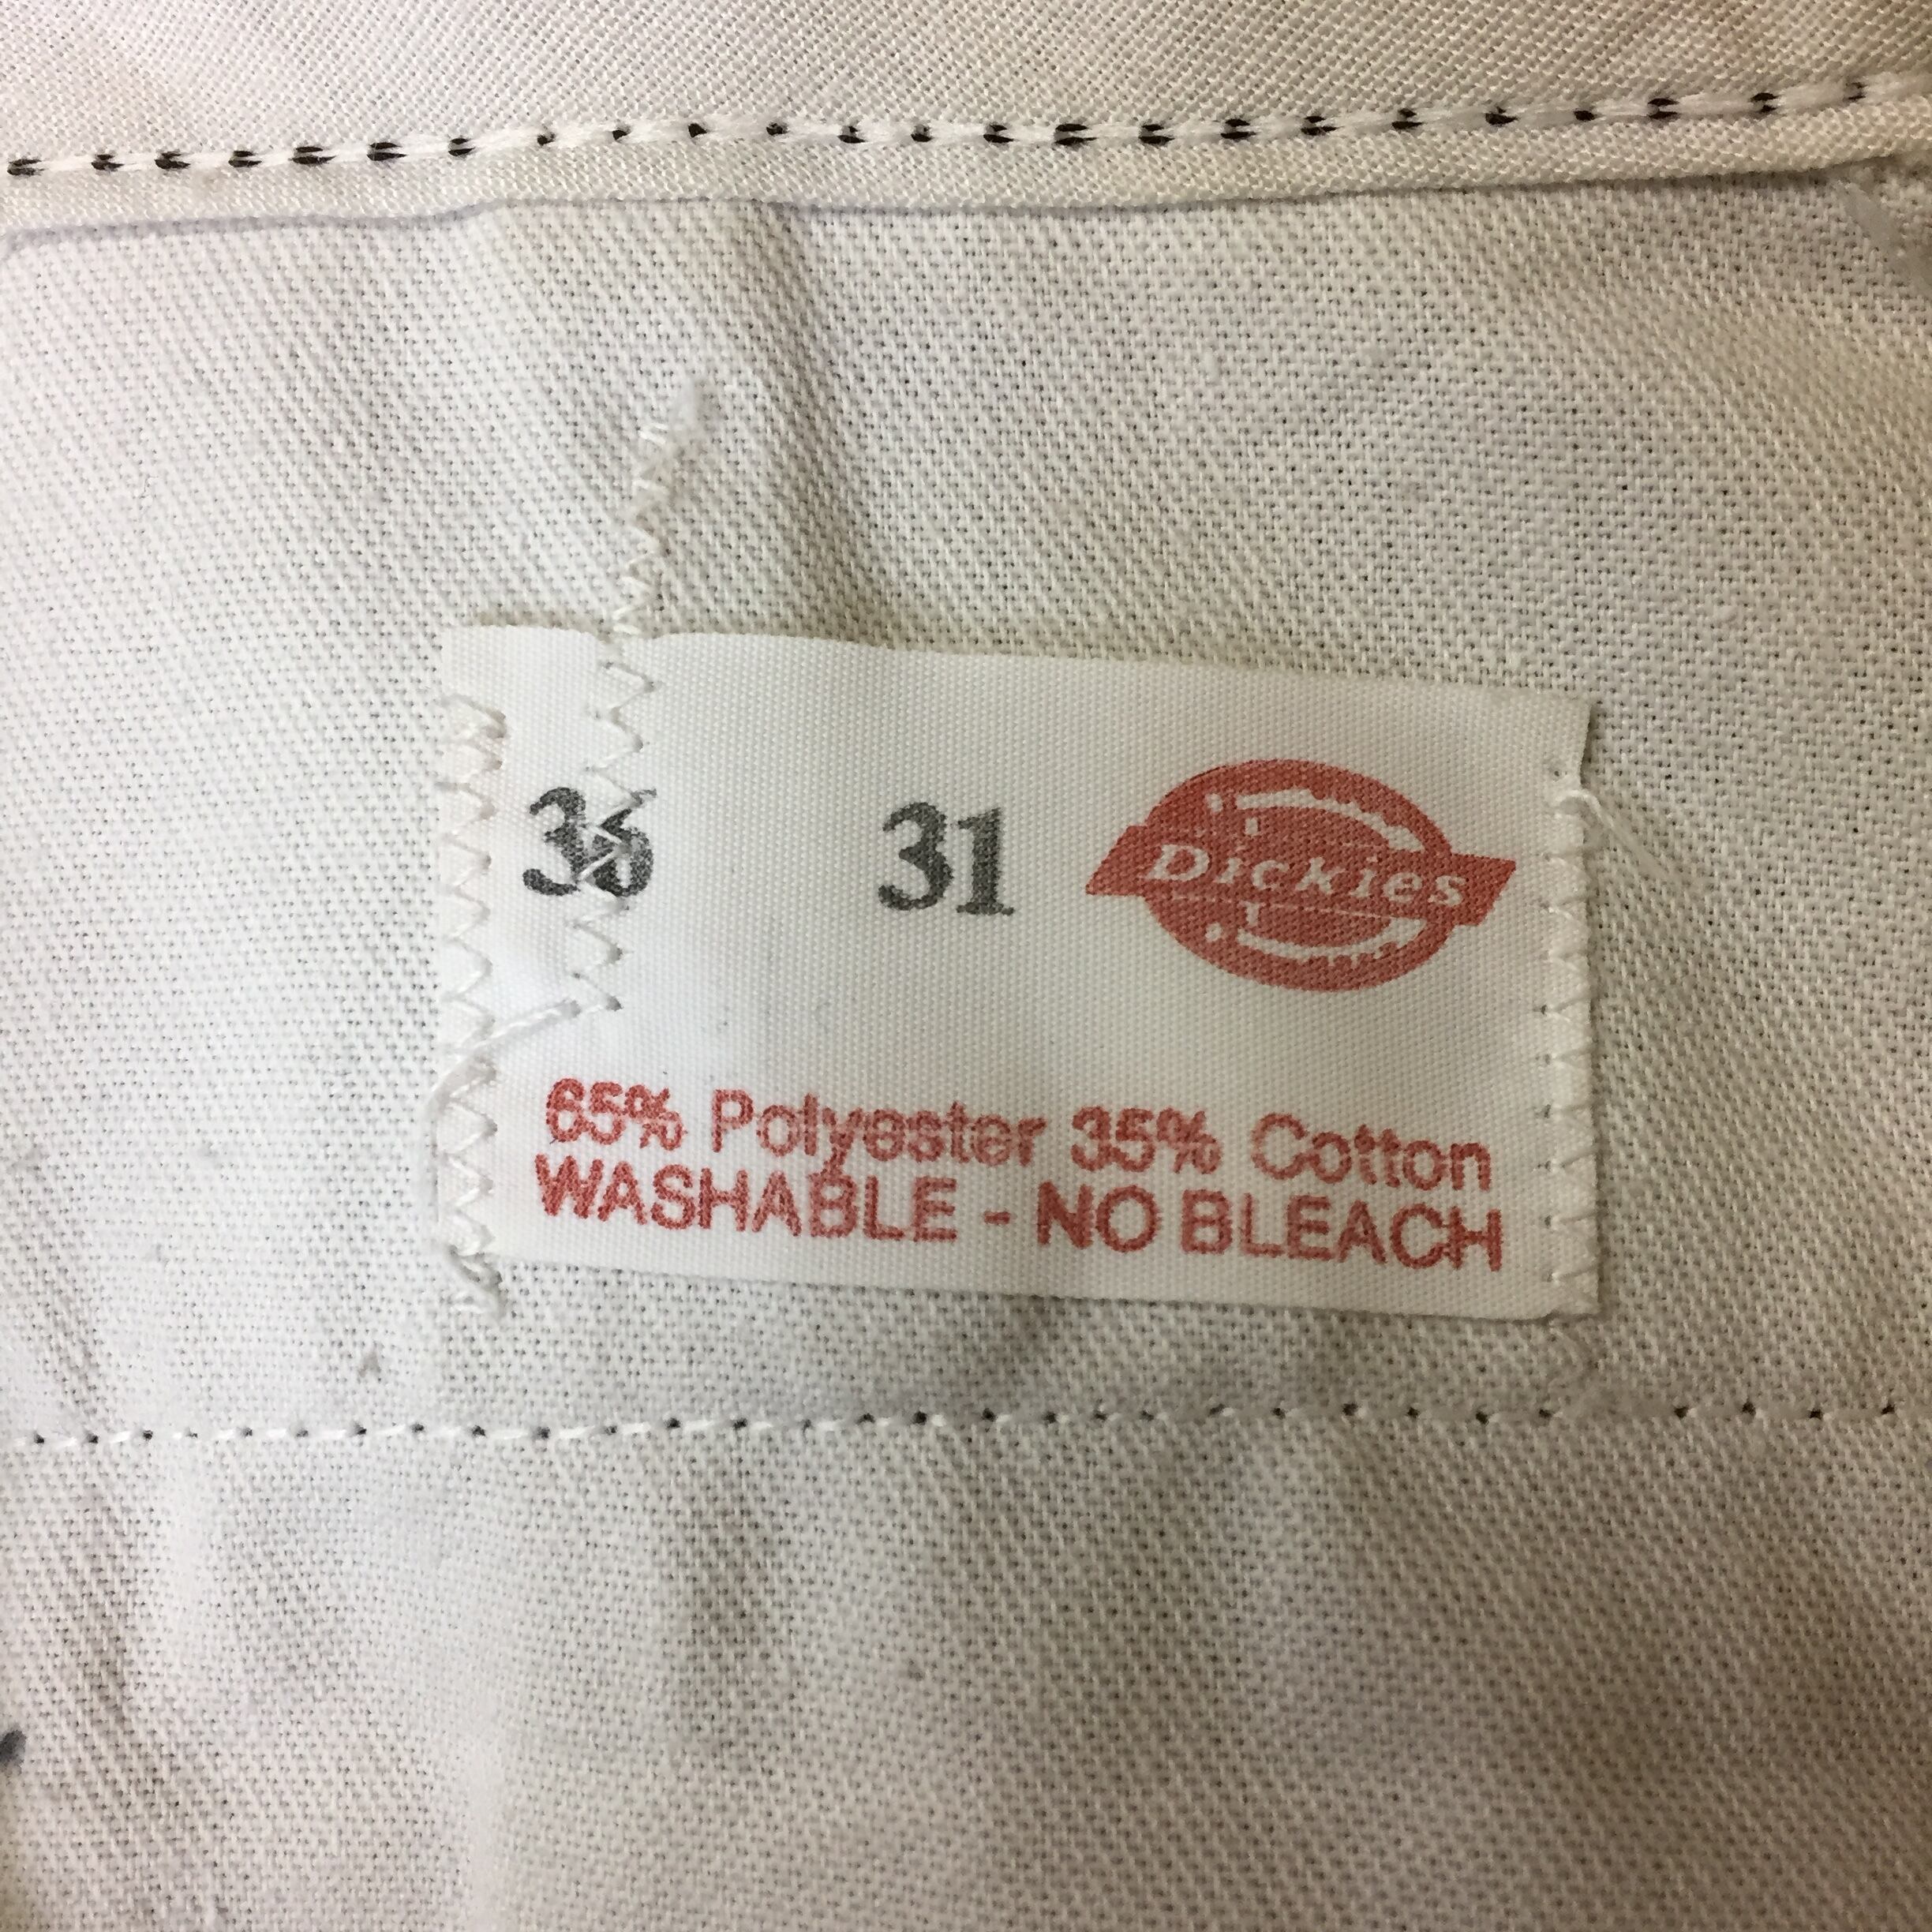 36 31 Dickies
65% Polyester 35% Cotton
WASHABLE - NO BLEACH